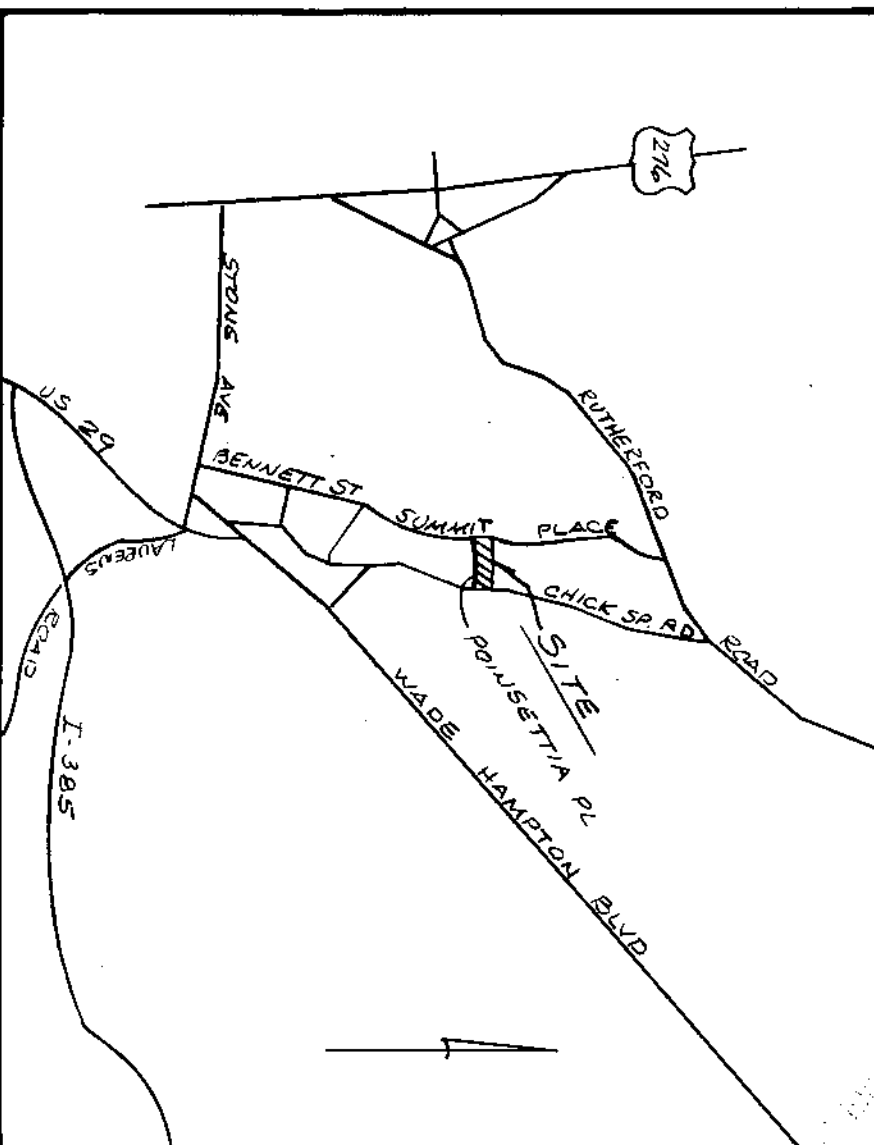 276
STONE AVE
US 29
BENNETT ST
RUTHERFORD
ROAD
SUMMIT PLACE
LAURENS
ROAD
CHICK SP. RD
SITE
POINSETTIA PL
WADE HAMPTON BLVD
I-385